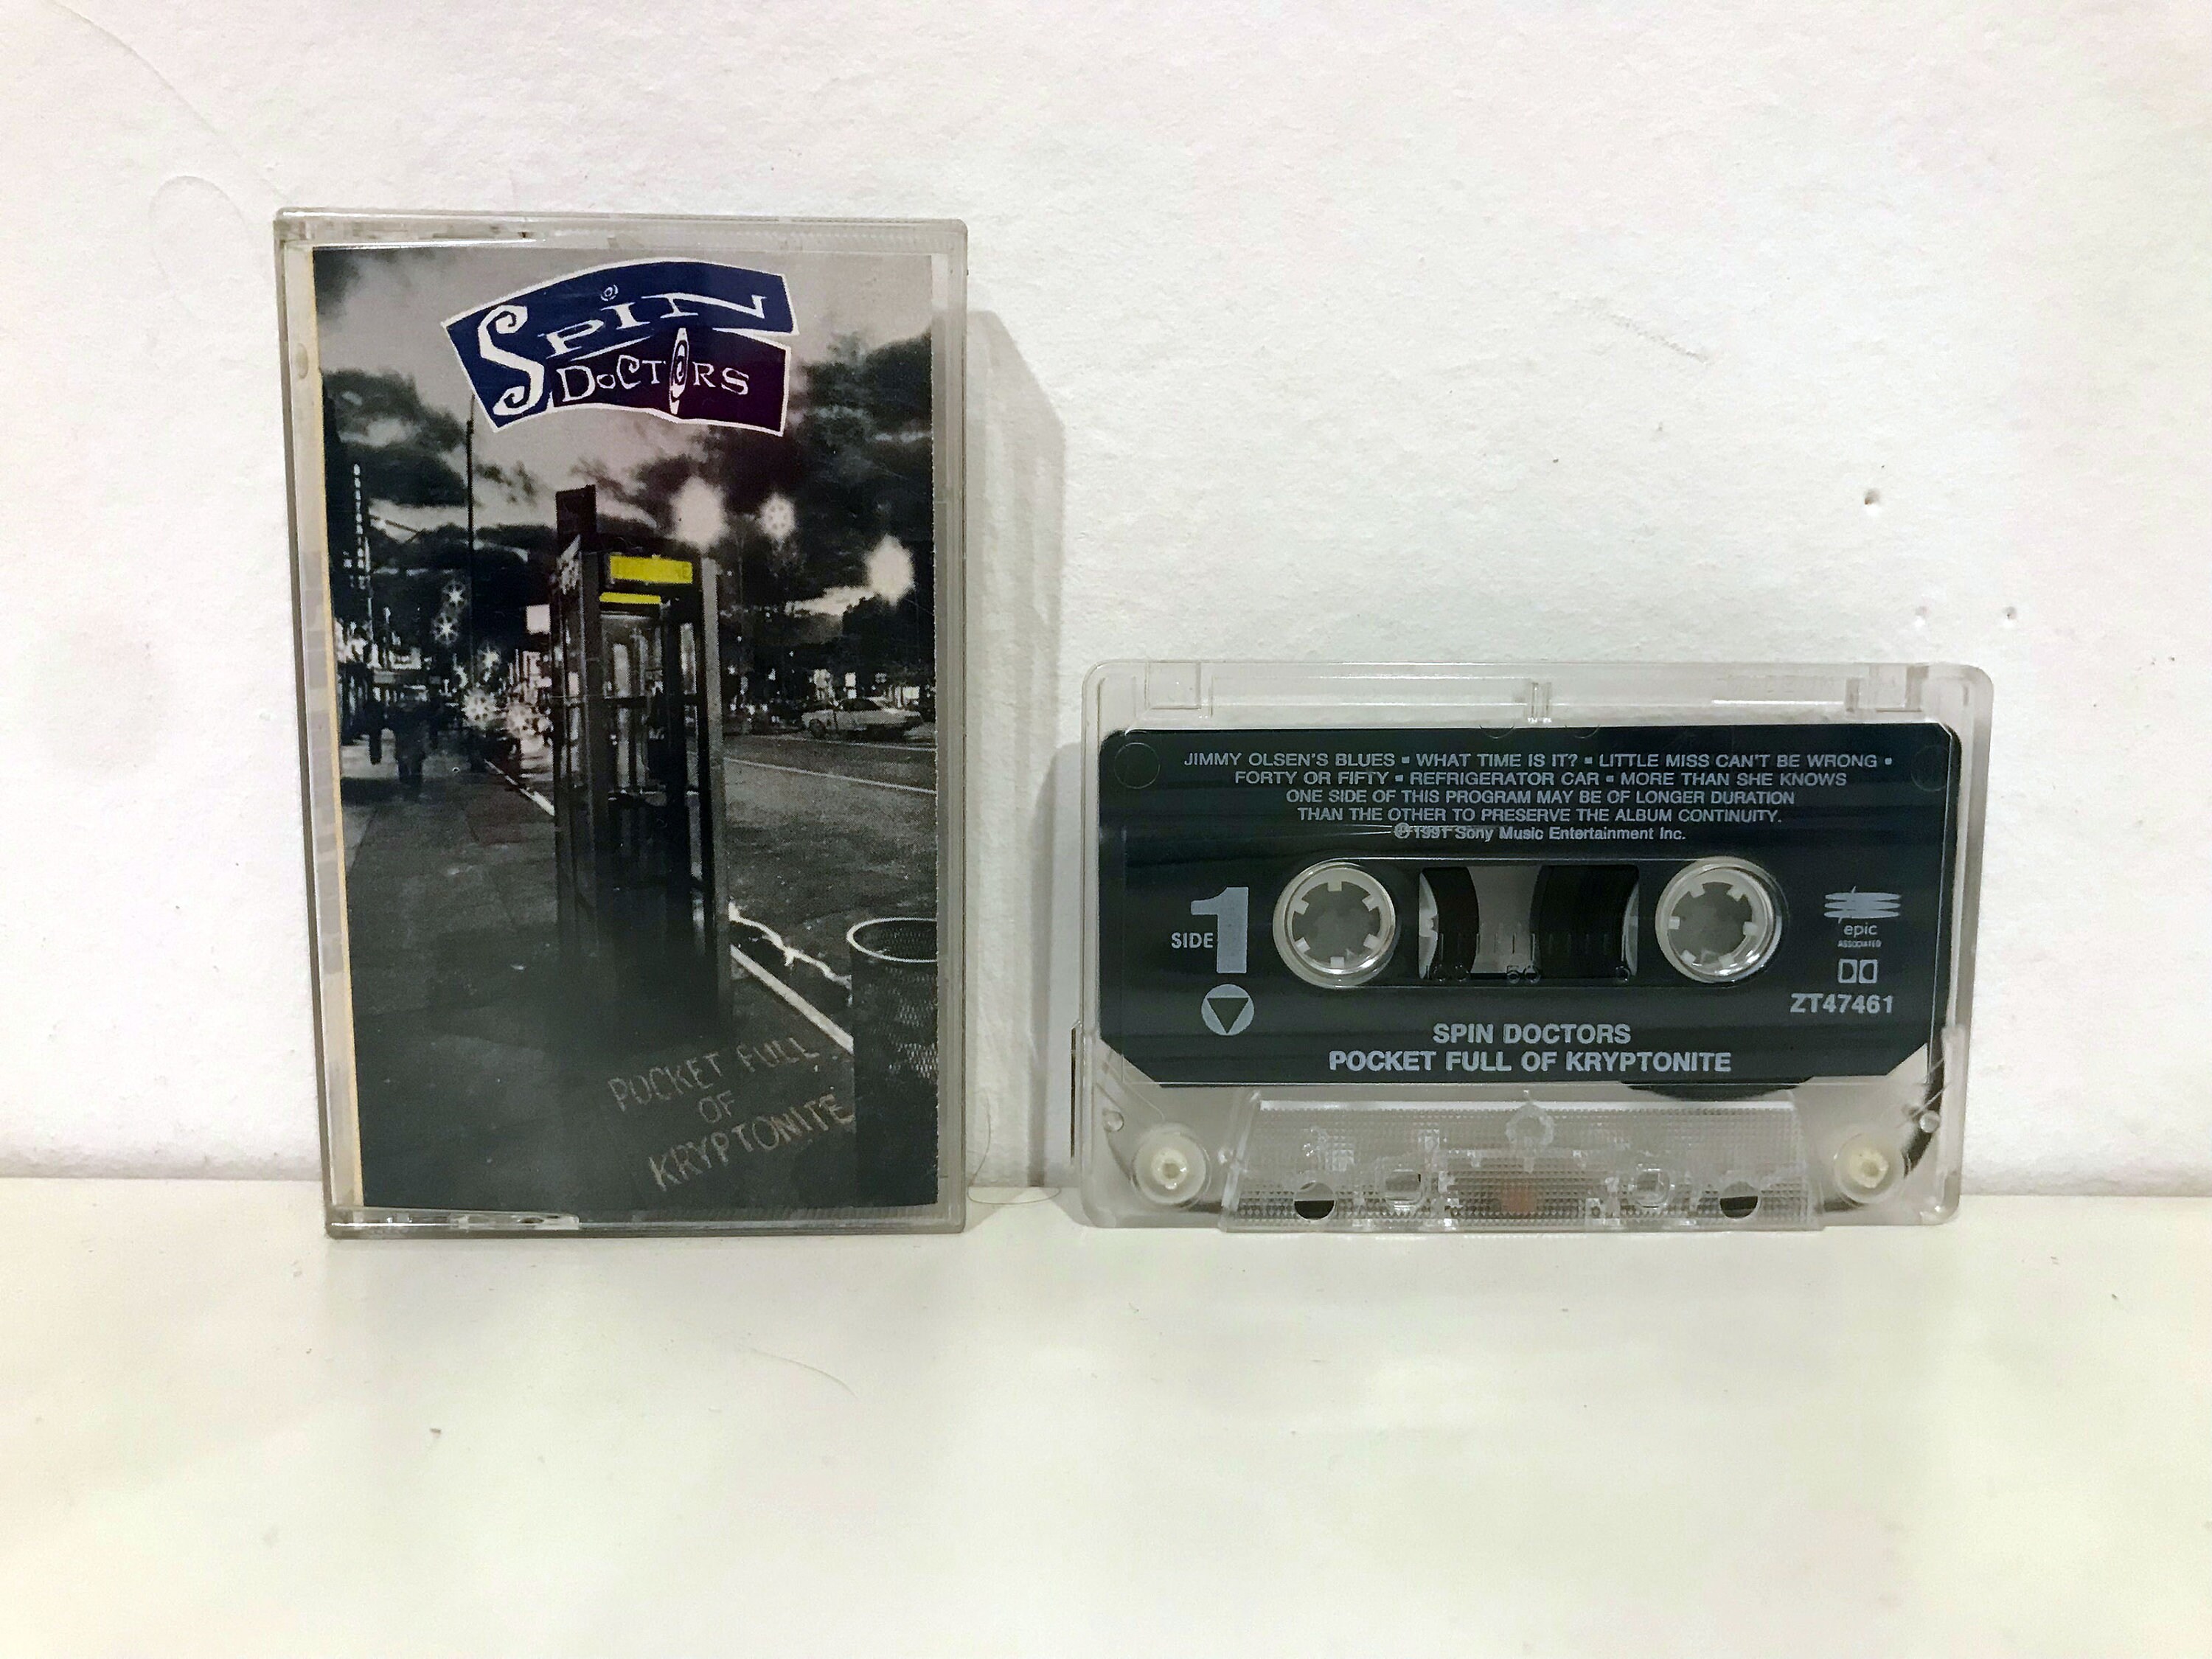 SPIN
DOCTORS
POCKET FULL
OF
KRYPTONITE
JIMMY OLSEN'S BLUES ▪ WHAT TIME IS IT? ▪ LITTLE MISS CAN'T BE WRONG ▪
FORTY OR FIFTY ▪ REFRIGERATOR CAR ▪ MORE THAN SHE KNOWS
ONE SIDE OF THIS PROGRAM MAY BE OF LONGER DURATION
THAN THE OTHER TO PRESERVE THE ALBUM CONTINUITY.
℗1991 Sony Music Entertainment Inc.
SIDE 1
epic
ASSOCIATED
ZT47461
SPIN DOCTORS
POCKET FULL OF KRYPTONITE
50